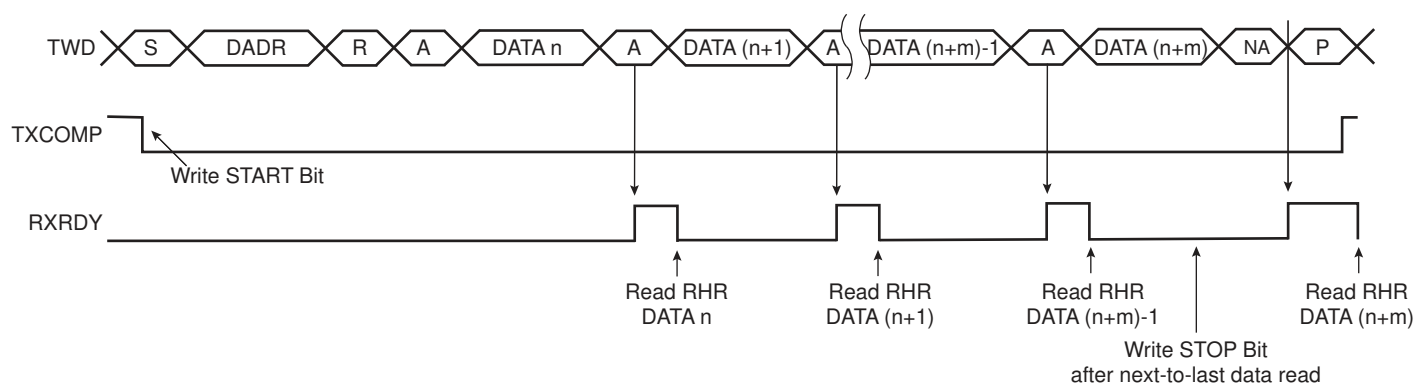 TWD S DADR R A DATA n A DATA (n+1) A DATA (n+m)-1 A DATA (n+m) NA P
TXCOMP
Write START Bit
RXRDY
Read RHR Read RHR Read RHR Read RHR
DATA n DATA (n+1) DATA (n+m)-1 DATA (n+m)
Write STOP Bit
after next-to-last data read